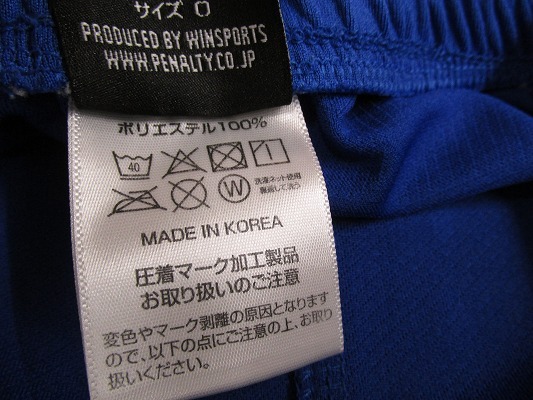 サイズ O
PRODUCED BY WINSPORTS
WWW.PENALTY.CO.JP
ポリエステル100%
40
W
洗濯ネット使用
裏返しで洗う
MADE IN KOREA
圧着マーク加工製品
お取り扱いのご注意
変色やマーク剥離の原因となります
ので、以下の点にご注意の上、お取り
扱いください。